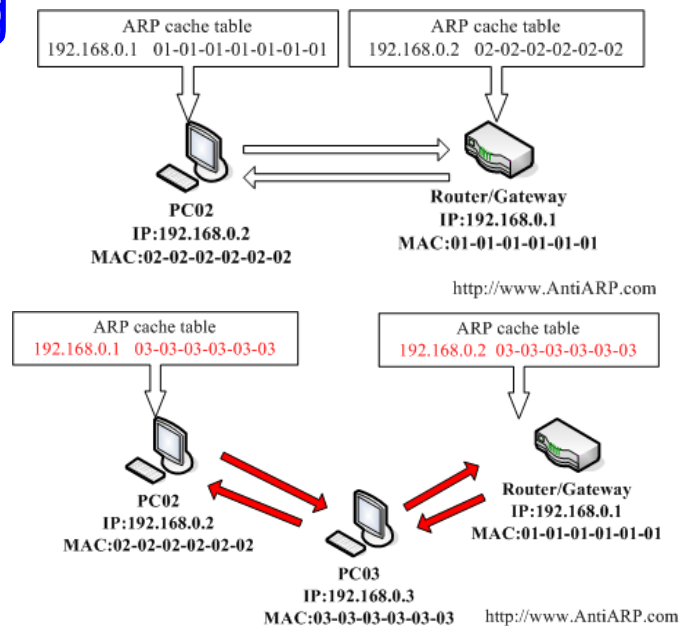 ARP cache table
192.168.0.1 01-01-01-01-01-01-01
ARP cache table
192.168.0.2 02-02-02-02-02-02
PC02
IP:192.168.0.2
MAC:02-02-02-02-02-02
Router/Gateway
IP:192.168.0.1
MAC:01-01-01-01-01-01
http://www.AntiARP.com
ARP cache table
192.168.0.1 03-03-03-03-03-03
ARP cache table
192.168.0.2 03-03-03-03-03-03
PC02
IP:192.168.0.2
MAC:02-02-02-02-02-02
Router/Gateway
IP:192.168.0.1
MAC:01-01-01-01-01-01
PC03
IP:192.168.0.3
MAC:03-03-03-03-03-03
http://www.AntiARP.com